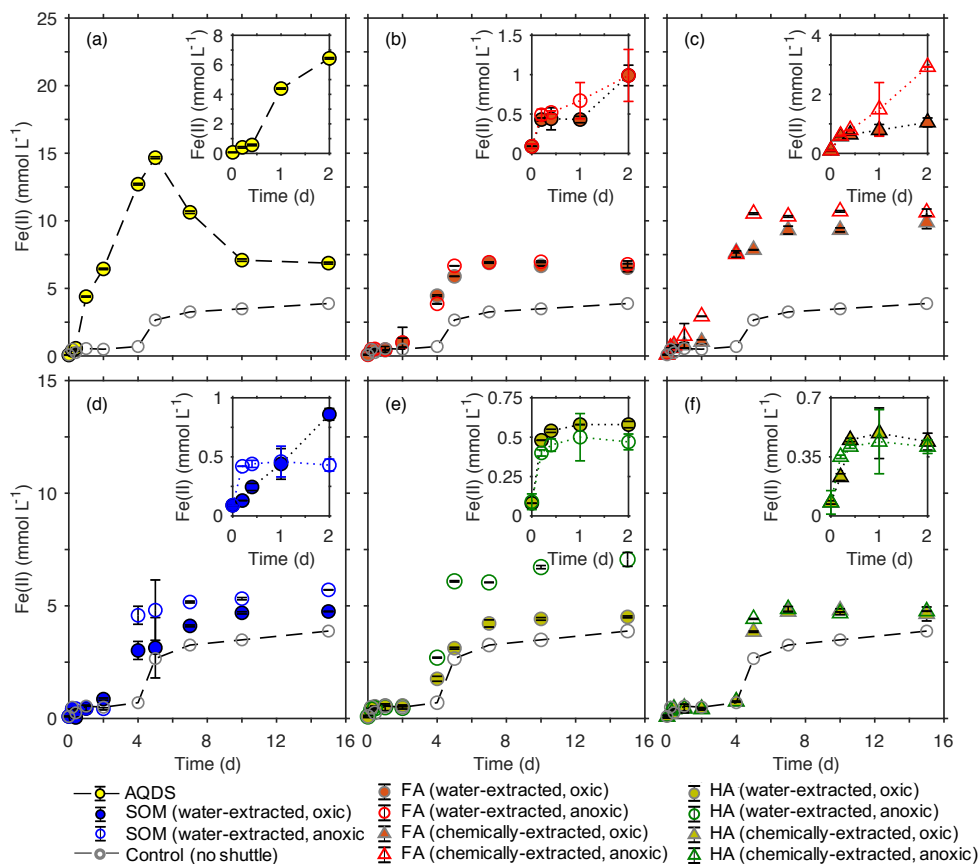 (a)
Fe(II) (mmol L⁻¹)
8
6
4
2
0
0 1 2
Time (d)
(b)
Fe(II) (mmol L⁻¹)
1.5
1
0.5
0
0 1 2
Time (d)
(c)
Fe(II) (mmol L⁻¹)
4
2
0
0 1 2
Time (d)
Fe(II) (mmol L⁻¹)
25
20
15
10
5
0
(d)
Fe(II) (mmol L⁻¹)
1
0.5
0
0 1 2
Time (d)
(e)
Fe(II) (mmol L⁻¹)
0.75
0.5
0.25
0
0 1 2
Time (d)
(f)
Fe(II) (mmol L⁻¹)
0.7
0.35
0
0 1 2
Time (d)
Fe(II) (mmol L⁻¹)
15
10
5
0
0 4 8 12 16
Time (d)
0 4 8 12 16
Time (d)
0 4 8 12 16
Time (d)
AQDS
SOM (water-extracted, oxic)
SOM (water-extracted, anoxic
Control (no shuttle)
FA (water-extracted, oxic)
FA (water-extracted, anoxic)
FA (chemically-extracted, oxic)
FA (chemically-extracted, anoxic)
HA (water-extracted, oxic)
HA (water-extracted, anoxic)
HA (chemically-extracted, oxic)
HA (chemically-extracted, anoxic)